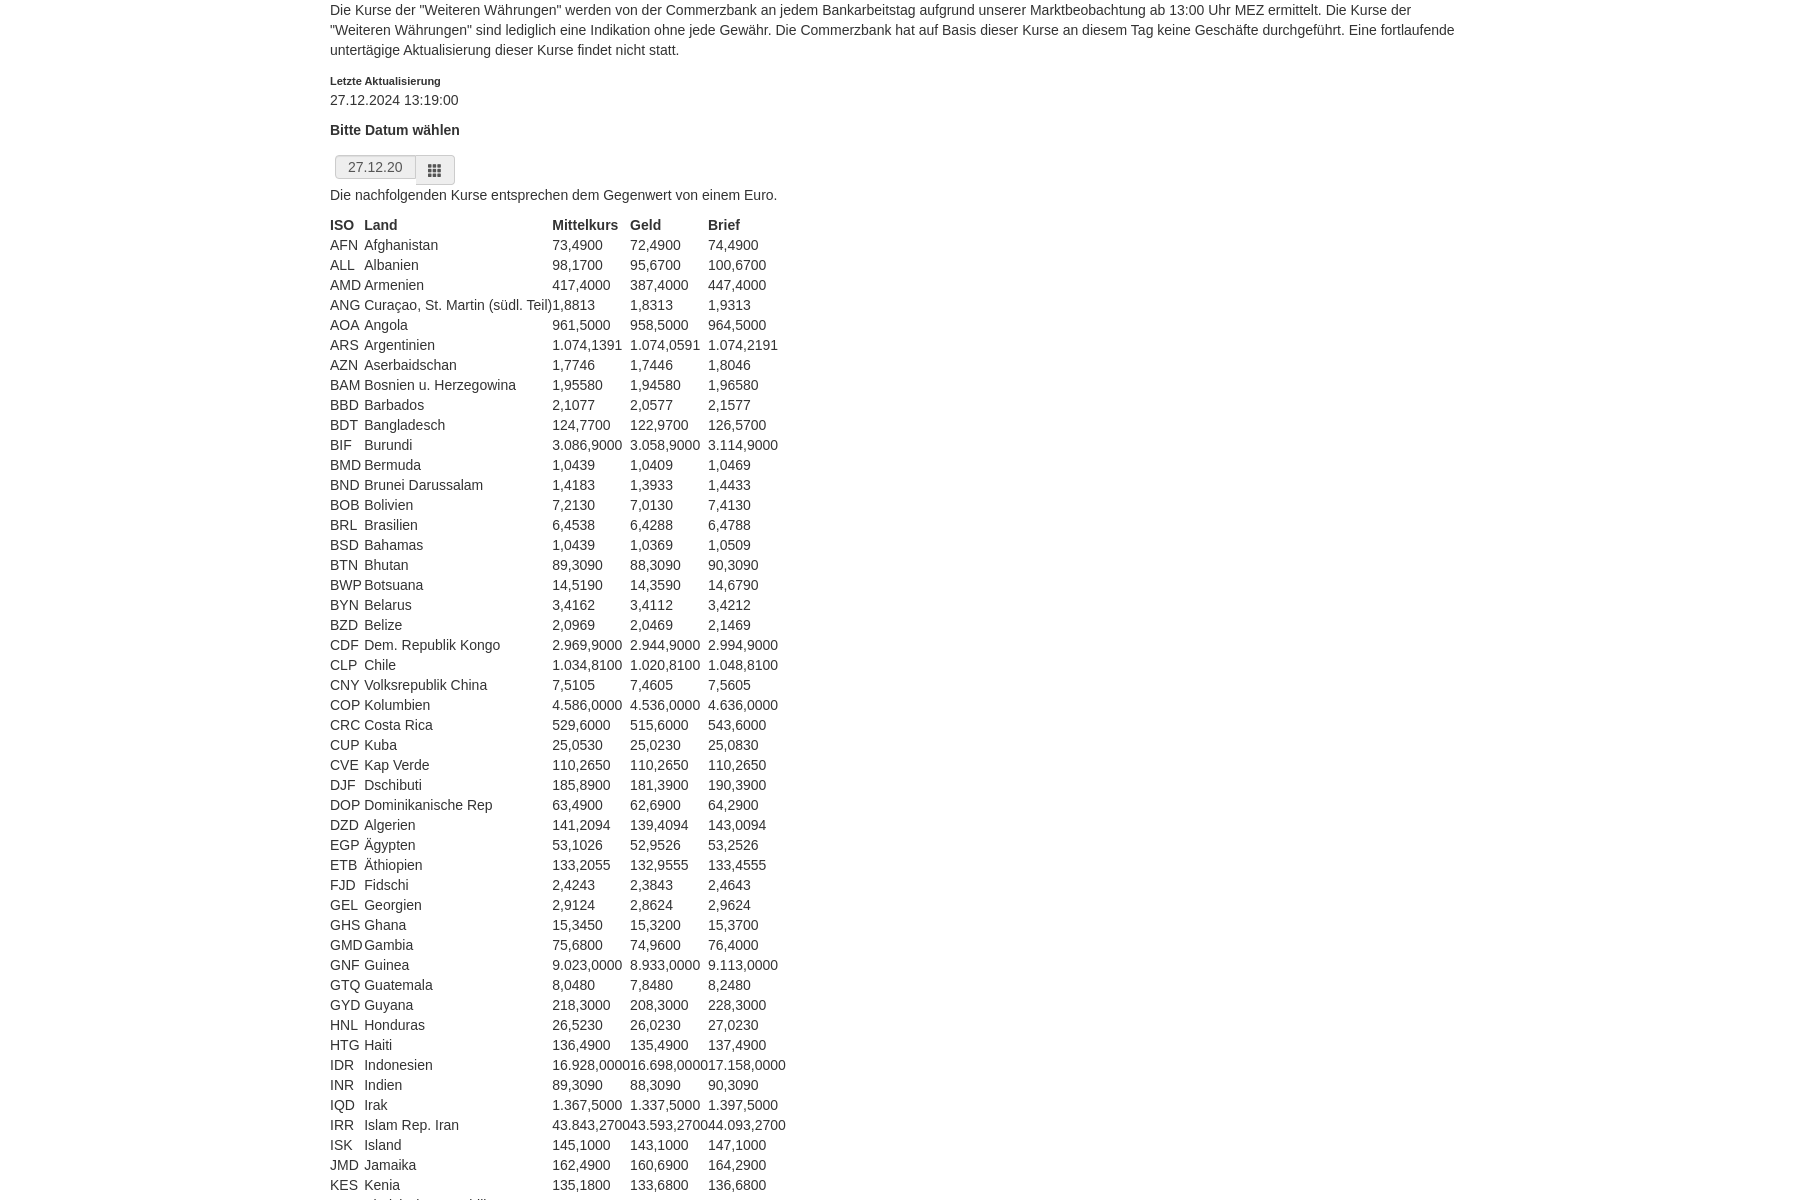 Die Kurse der "Weiteren Währungen" werden von der Commerzbank an jedem Bankarbeitstag aufgrund unserer Marktbeobachtung ab 13:00 Uhr MEZ ermittelt. Die Kurse der
"Weiteren Währungen" sind lediglich eine Indikation ohne jede Gewähr. Die Commerzbank hat auf Basis dieser Kurse an diesem Tag keine Geschäfte durchgeführt. Eine fortlaufende
untertägige Aktualisierung dieser Kurse findet nicht statt.
Letzte Aktualisierung
27.12.2024 13:19:00
Bitte Datum wählen
27.12.20
Die nachfolgenden Kurse entsprechen dem Gegenwert von einem Euro.
ISO Land Mittelkurs Geld Brief
AFN Afghanistan 73,4900 72,4900 74,4900
ALL Albanien 98,1700 95,6700 100,6700
AMD Armenien 417,4000 387,4000 447,4000
ANG Curaçao, St. Martin (südl. Teil) 1,8813 1,8313 1,9313
AOA Angola 961,5000 958,5000 964,5000
ARS Argentinien 1.074,1391 1.074,0591 1.074,2191
AZN Aserbaidschan 1,7746 1,7446 1,8046
BAM Bosnien u. Herzegowina 1,95580 1,94580 1,96580
BBD Barbados 2,1077 2,0577 2,1577
BDT Bangladesch 124,7700 122,9700 126,5700
BIF Burundi 3.086,9000 3.058,9000 3.114,9000
BMD Bermuda 1,0439 1,0409 1,0469
BND Brunei Darussalam 1,4183 1,3933 1,4433
BOB Bolivien 7,2130 7,0130 7,4130
BRL Brasilien 6,4538 6,4288 6,4788
BSD Bahamas 1,0439 1,0369 1,0509
BTN Bhutan 89,3090 88,3090 90,3090
BWP Botsuana 14,5190 14,3590 14,6790
BYN Belarus 3,4162 3,4112 3,4212
BZD Belize 2,0969 2,0469 2,1469
CDF Dem. Republik Kongo 2.969,9000 2.944,9000 2.994,9000
CLP Chile 1.034,8100 1.020,8100 1.048,8100
CNY Volksrepublik China 7,5105 7,4605 7,5605
COP Kolumbien 4.586,0000 4.536,0000 4.636,0000
CRC Costa Rica 529,6000 515,6000 543,6000
CUP Kuba 25,0530 25,0230 25,0830
CVE Kap Verde 110,2650 110,2650 110,2650
DJF Dschibuti 185,8900 181,3900 190,3900
DOP Dominikanische Rep 63,4900 62,6900 64,2900
DZD Algerien 141,2094 139,4094 143,0094
EGP Ägypten 53,1026 52,9526 53,2526
ETB Äthiopien 133,2055 132,9555 133,4555
FJD Fidschi 2,4243 2,3843 2,4643
GEL Georgien 2,9124 2,8624 2,9624
GHS Ghana 15,3450 15,3200 15,3700
GMD Gambia 75,6800 74,9600 76,4000
GNF Guinea 9.023,0000 8.933,0000 9.113,0000
GTQ Guatemala 8,0480 7,8480 8,2480
GYD Guyana 218,3000 208,3000 228,3000
HNL Honduras 26,5230 26,0230 27,0230
HTG Haiti 136,4900 135,4900 137,4900
IDR Indonesien 16.928,0000 16.698,0000 17.158,0000
INR Indien 89,3090 88,3090 90,3090
IQD Irak 1.367,5000 1.337,5000 1.397,5000
IRR Islam Rep. Iran 43.843,2700 43.593,2700 44.093,2700
ISK Island 145,1000 143,1000 147,1000
JMD Jamaika 162,4900 160,6900 164,2900
KES Kenia 135,1800 133,6800 136,6800